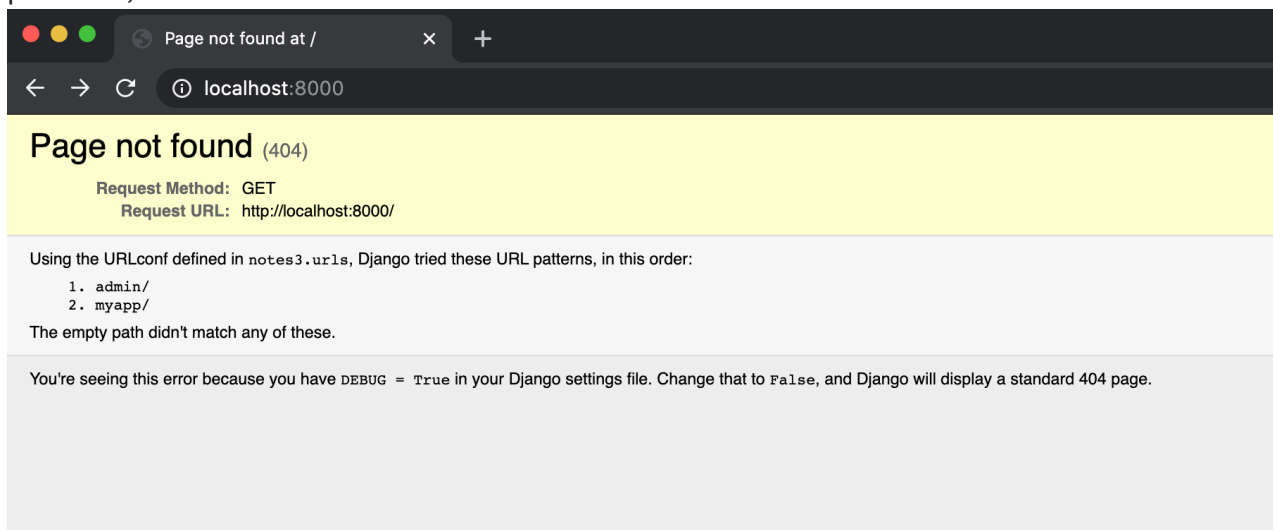 Page not found at /
localhost:8000
Page not found (404)
Request Method: GET
Request URL: http://localhost:8000/
Using the URLconf defined in notes3.urls, Django tried these URL patterns, in this order:
1. admin/
2. myapp/
The empty path didn't match any of these.
You're seeing this error because you have DEBUG = True in your Django settings file. Change that to False, and Django will display a standard 404 page.